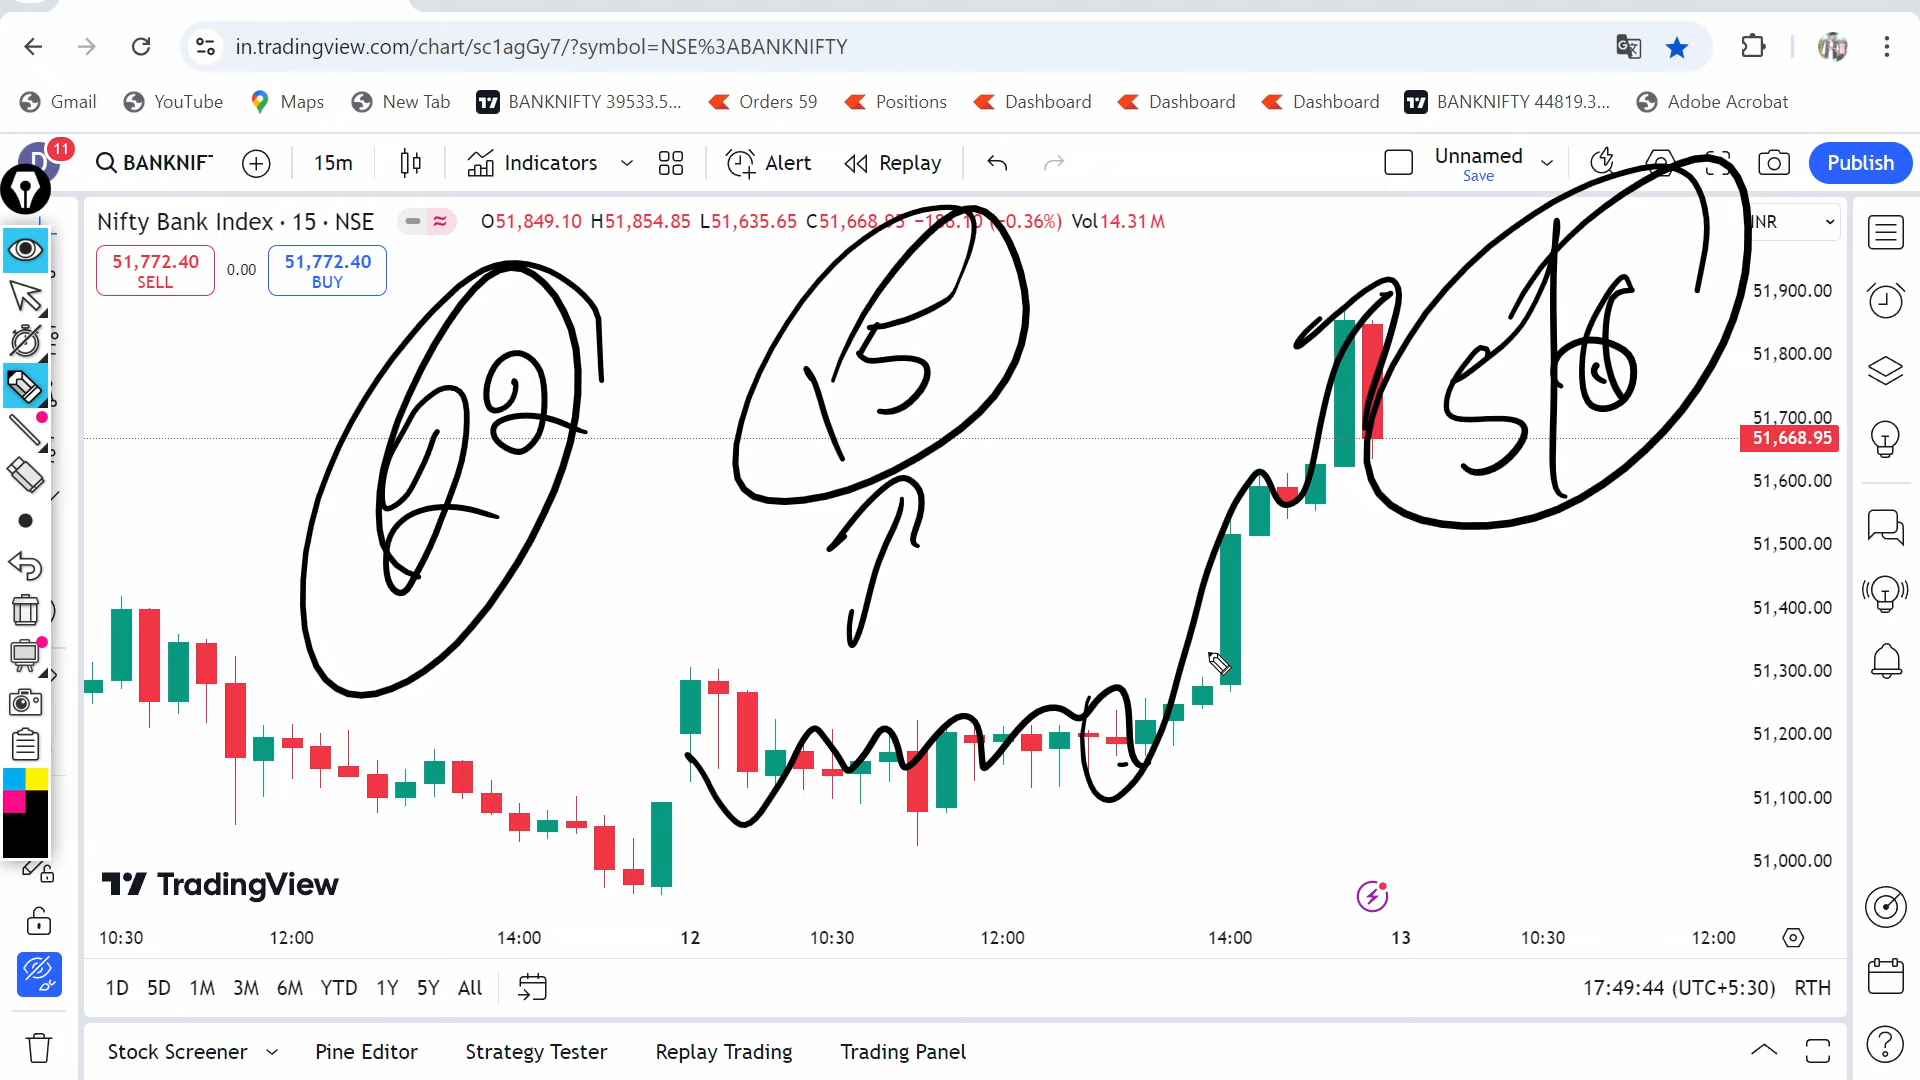 in.tradingview.com/chart/sc1agGy7/?symbol=NSE%3ABANKNIFTY
Gmail YouTube Maps New Tab BANKNIFTY 39533.5... Orders 59 Positions Dashboard Dashboard Dashboard BANKNIFTY 44819.3... Adobe Acrobat
D 11 BANKNIF 15m Indicators Alert Replay Unnamed Save Publish
Nifty Bank Index · 15 · NSE O51,849.10 H51,854.85 L51,635.65 C51,668.95 (−0.36%) Vol14.31M
51,772.40 SELL 0.00 51,772.40 BUY
22
15
51,900.00
51,800.00
51,700.00
51,668.95
51,600.00
51,500.00
51,400.00
51,300.00
51,200.00
51,100.00
51,000.00
TradingView
10:30 12:00 14:00 12 10:30 12:00 14:00 13 10:30 12:00
1D 5D 1M 3M 6M YTD 1Y 5Y All 17:49:44 (UTC+5:30) RTH
Stock Screener Pine Editor Strategy Tester Replay Trading Trading Panel